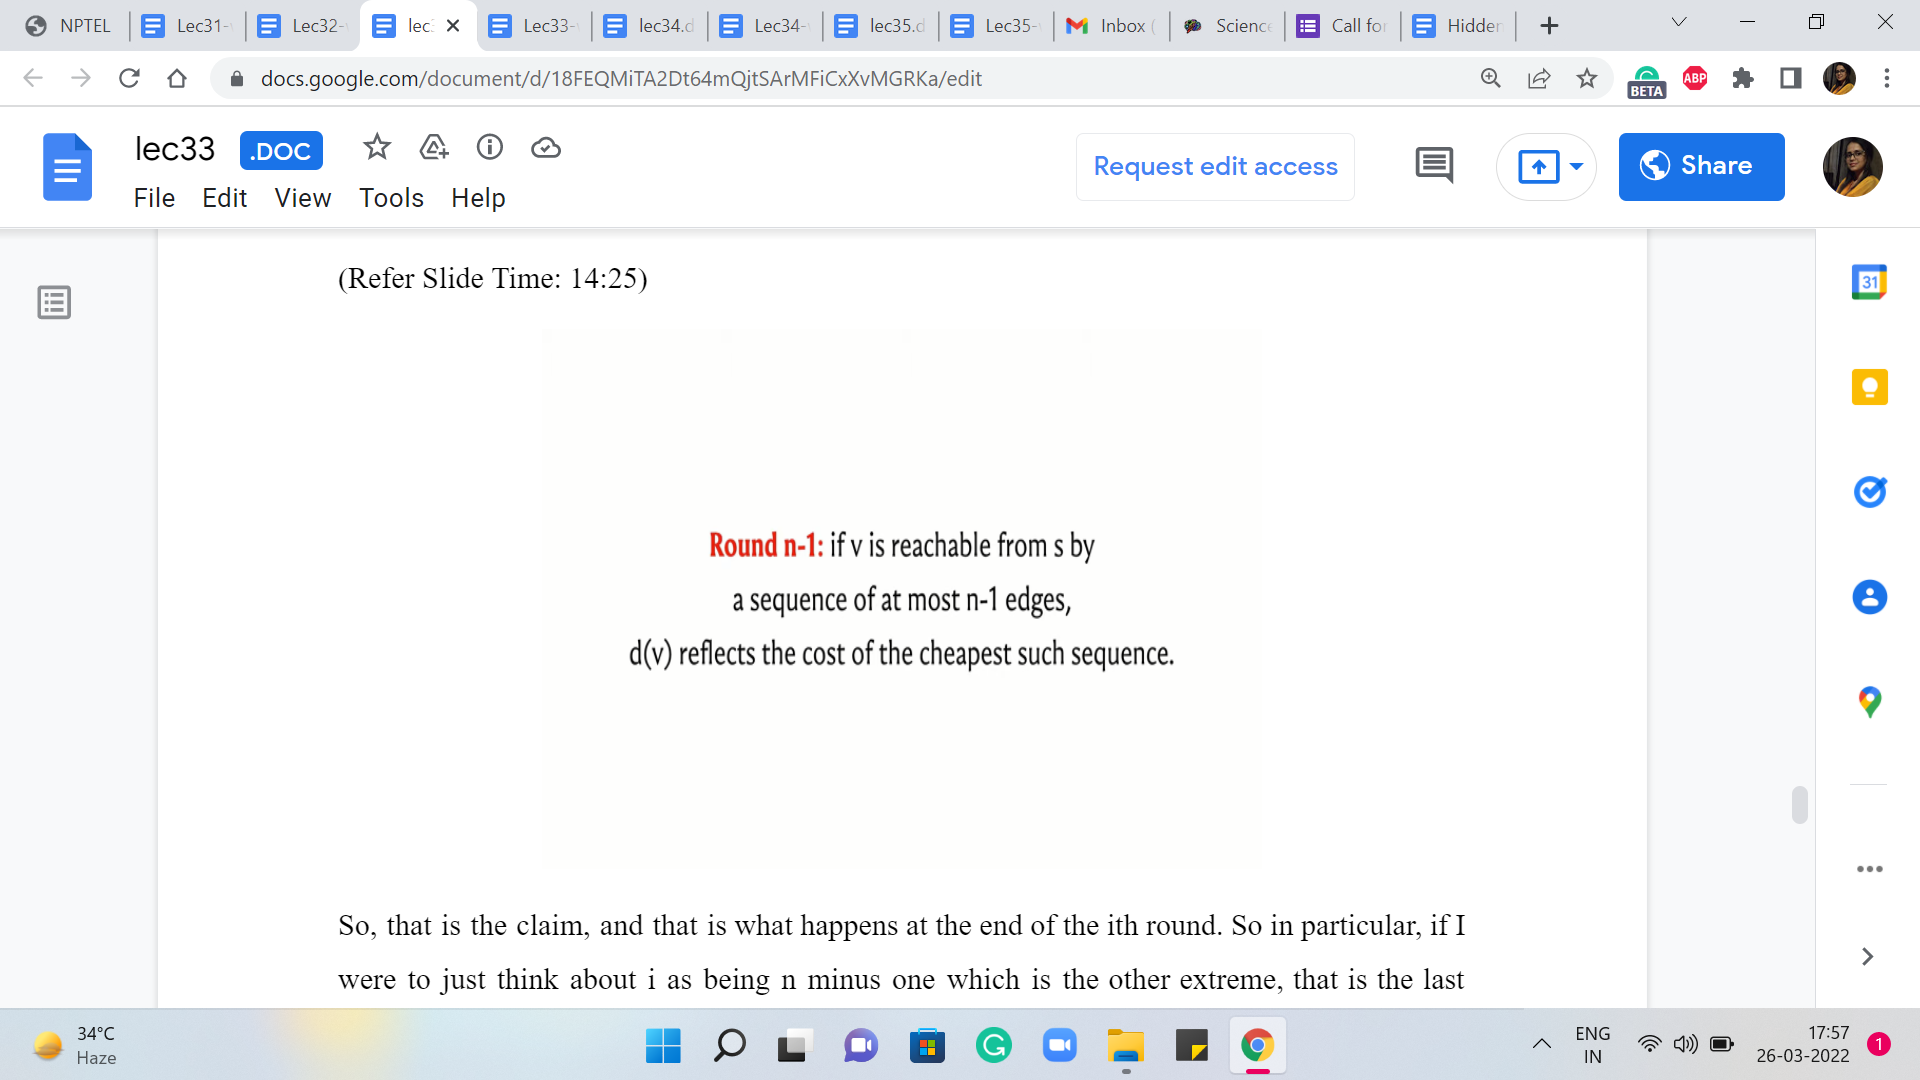 NPTEL
Lec31-
Lec32-
lec3
Lec33-
lec34.d
Lec34-
lec35.d
Lec35-
Inbox (
Science
Call for
Hidden
docs.google.com/document/d/18FEQMiTA2Dt64mQjtSArMFiCxXvMGRKa/edit
BETA
ABP
lec33 .DOC
File Edit View Tools Help
Request edit access
Share
31
(Refer Slide Time: 14:25)
Round n-1: if v is reachable from s by
a sequence of at most n-1 edges,
d(v) reflects the cost of the cheapest such sequence.
So, that is the claim, and that is what happens at the end of the ith round. So in particular, if I
were to just think about i as being n minus one which is the other extreme, that is the last
34°C
Haze
ENG
IN
17:57
26-03-2022
1